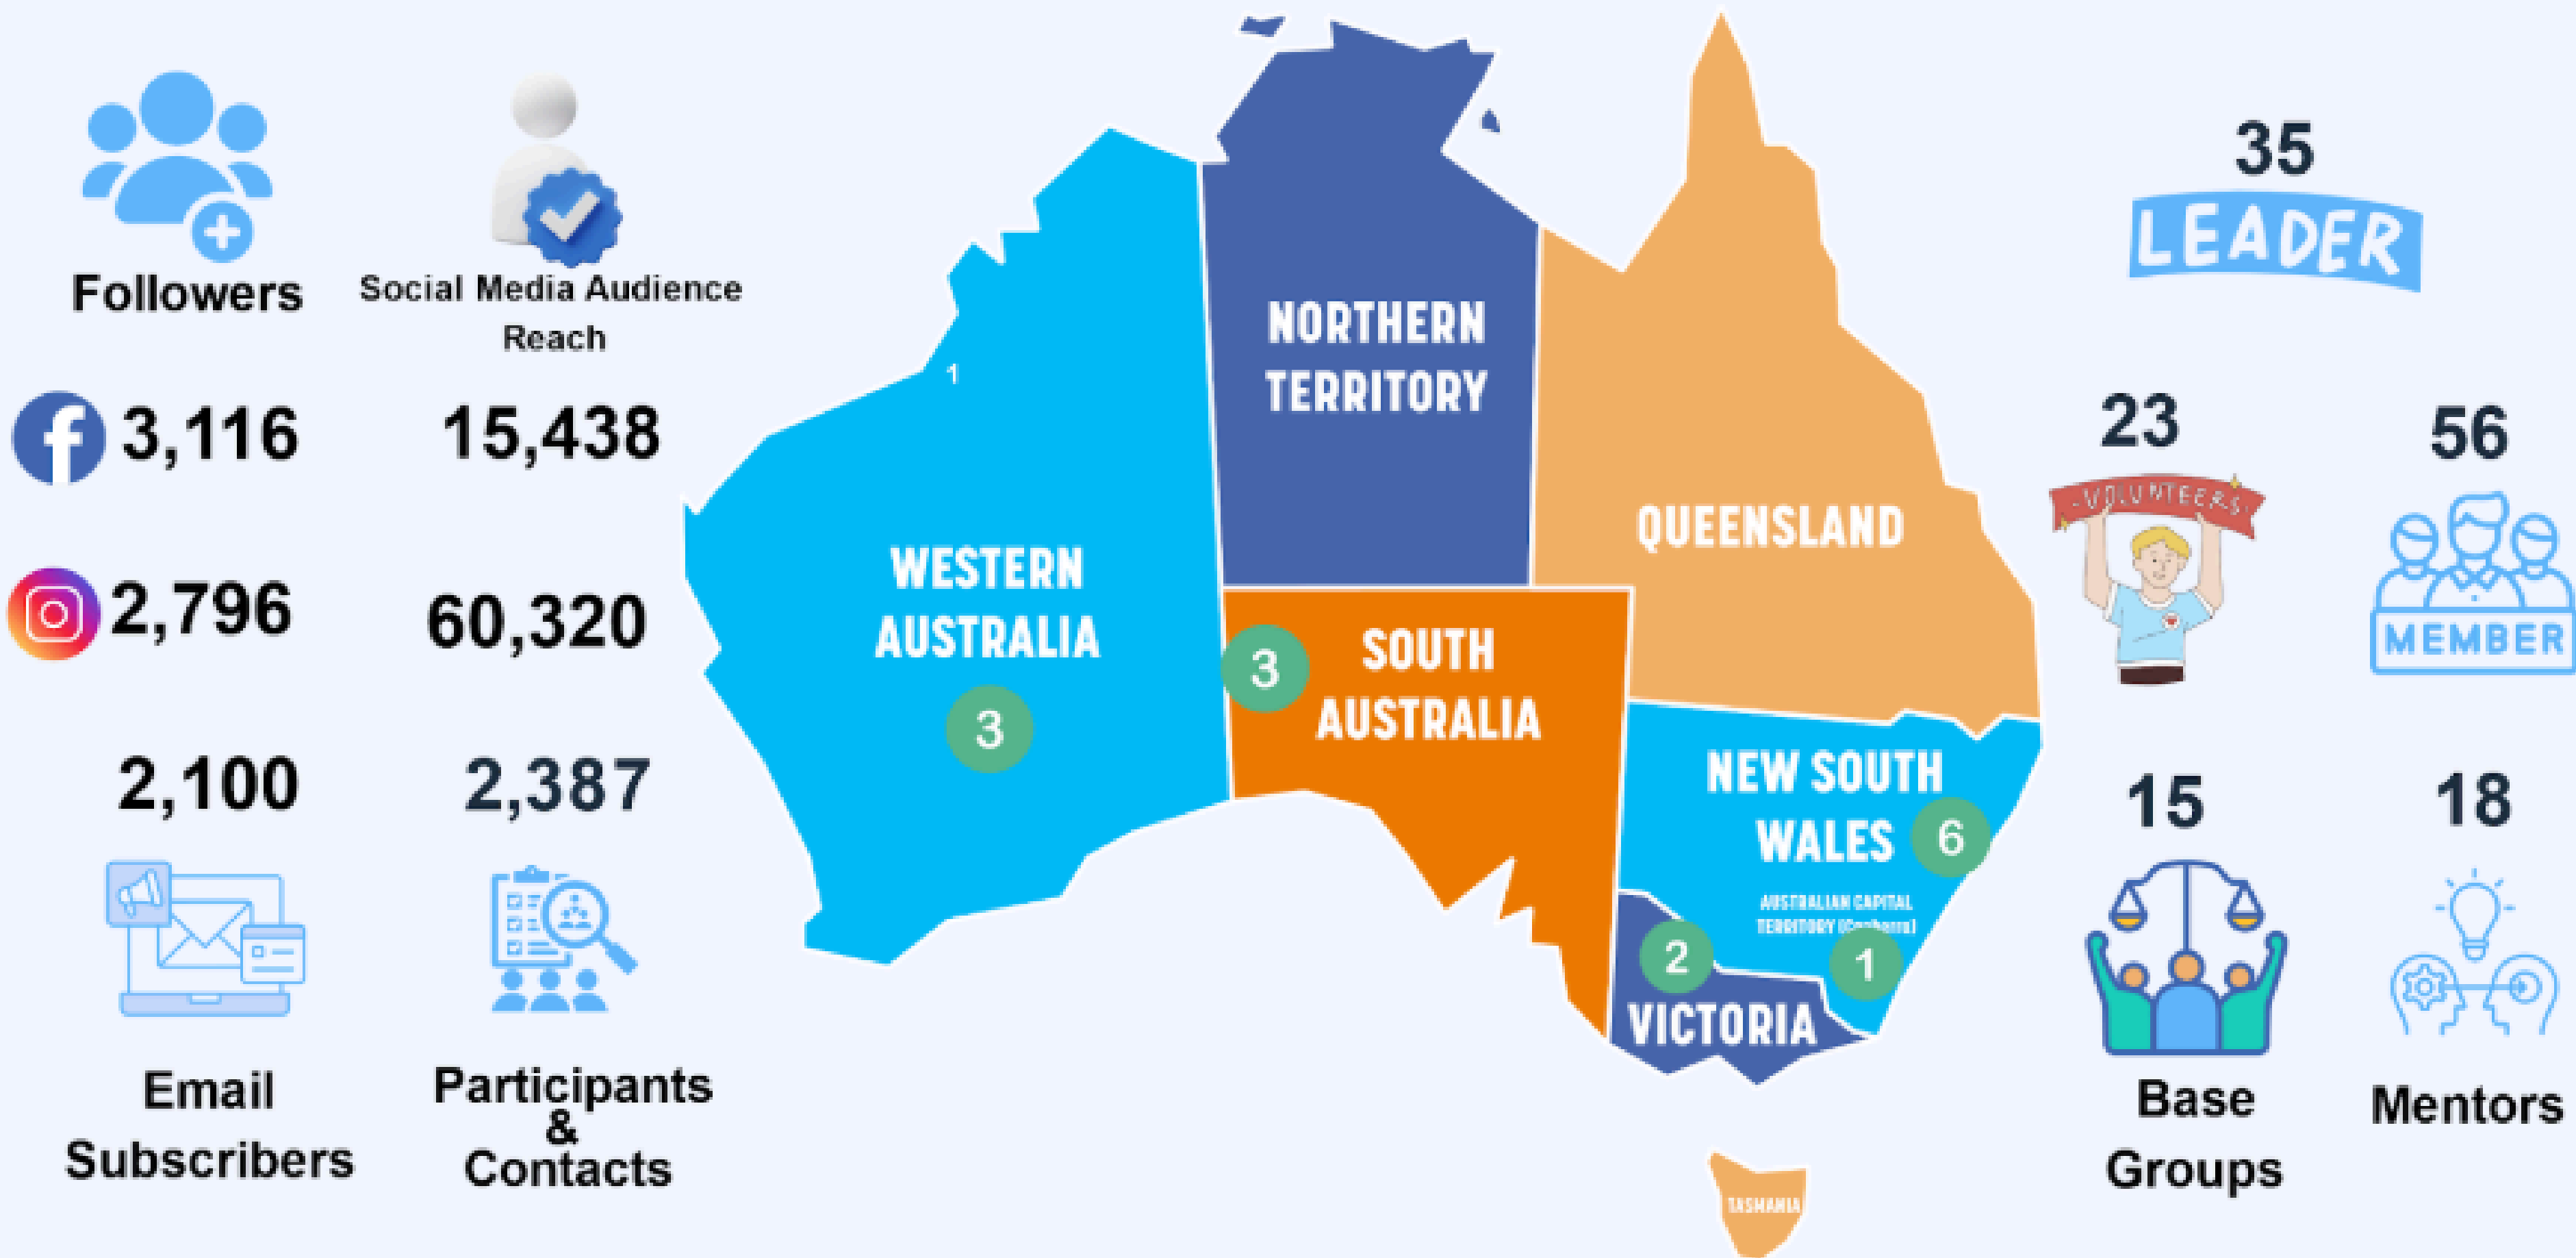 Followers
Social Media Audience
Reach
3,116
15,438
2,796
60,320
2,100
2,387
Email
Subscribers
Participants
&
Contacts
1
NORTHERN
TERRITORY
QUEENSLAND
WESTERN
AUSTRALIA
3
3
SOUTH
AUSTRALIA
NEW SOUTH
WALES
6
AUSTRALIAN CAPITAL
TERRITORY (Canberra)
1
2
VICTORIA
TASMANIA
35
LEADER
23
-VOLUNTEERS-
56
MEMBER
15
Base
Groups
18
Mentors